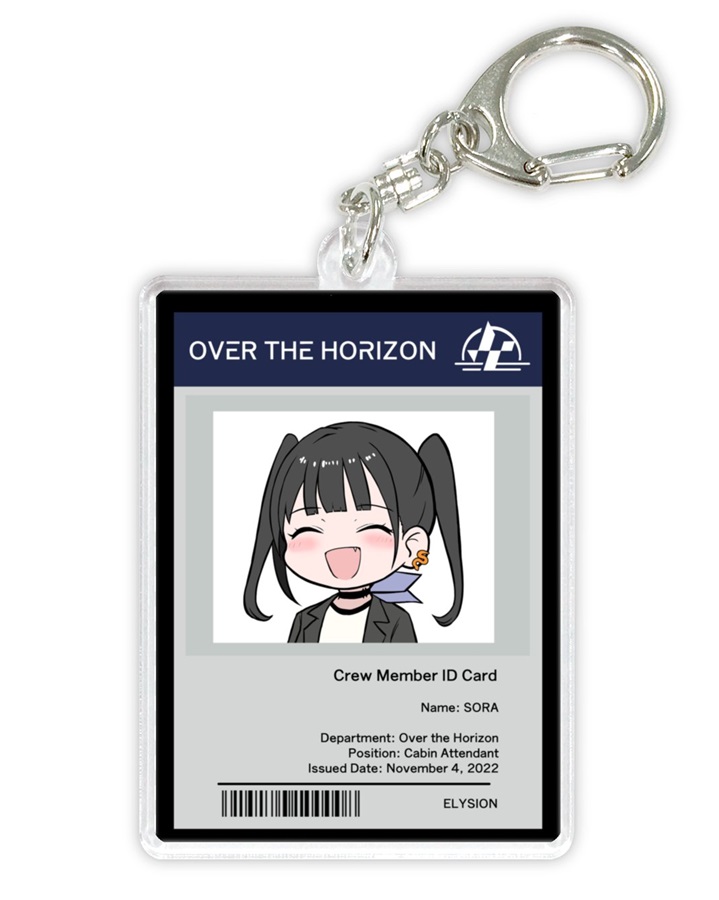 OVER THE HORIZON
Crew Member ID Card
Name: SORA
Department: Over the Horizon
Position: Cabin Attendant
Issued Date: November 4, 2022
ELYSION